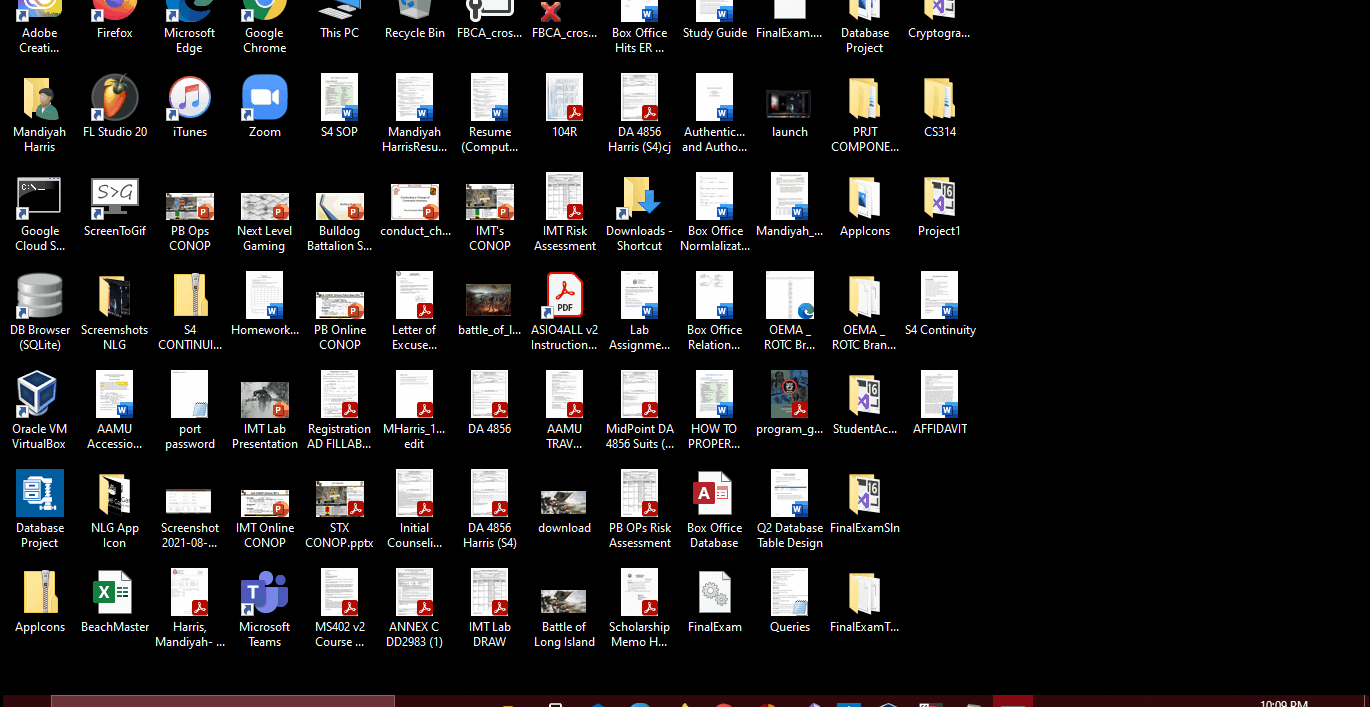 Adobe
Creati...
Firefox
Microsoft
Edge
Google
Chrome
This PC
Recycle Bin
FBCA_cros...
FBCA_cros...
Box Office
Hits ER ...
Study Guide
FinalExam....
Database
Project
Cryptogra...
Mandiyah
Harris
FL Studio 20
iTunes
Zoom
S4 SOP
Mandiyah
HarrisResu...
Resume
(Comput...
104R
DA 4856
Harris (S4)cj
Authentic...
and Autho...
launch
PRJT
COMPONE...
CS314
Google
Cloud S...
ScreenToGif
PB Ops
CONOP
Next Level
Gaming
Bulldog
Battalion S...
conduct_ch...
IMT's
CONOP
IMT Risk
Assessment
Downloads -
Shortcut
Box Office
Normlalizat...
Mandiyah_...
AppIcons
Project1
DB Browser
(SQLite)
Screenshots
NLG
S4
CONTINUI...
Homework...
PB Online
CONOP
Letter of
Excuse...
battle_of_l...
ASIO4ALL v2
Instruction...
Lab
Assignme...
Box Office
Relation...
OEMA _
ROTC Br...
OEMA _
ROTC Bran...
S4 Continuity
Oracle VM
VirtualBox
AAMU
Accessio...
port
password
IMT Lab
Presentation
Registration
AD FILLAB...
MHarris_1...
edit
DA 4856
AAMU
TRAV...
MidPoint DA
4856 Suits (...
HOW TO
PROPER...
program_g...
StudentAc...
AFFIDAVIT
Database
Project
NLG App
Icon
Screenshot
2021-08-...
IMT Online
CONOP
STX
CONOP.pptx
Initial
Counseli...
DA 4856
Harris (S4)
download
PB OPs Risk
Assessment
Box Office
Database
Q2 Database
Table Design
FinalExamSln
AppIcons
BeachMaster
Harris,
Mandiyah- ...
Microsoft
Teams
MS402 v2
Course ...
ANNEX C
DD2983 (1)
IMT Lab
DRAW
Battle of
Long Island
Scholarship
Memo H...
FinalExam
Queries
FinalExamT...
10:09 PM